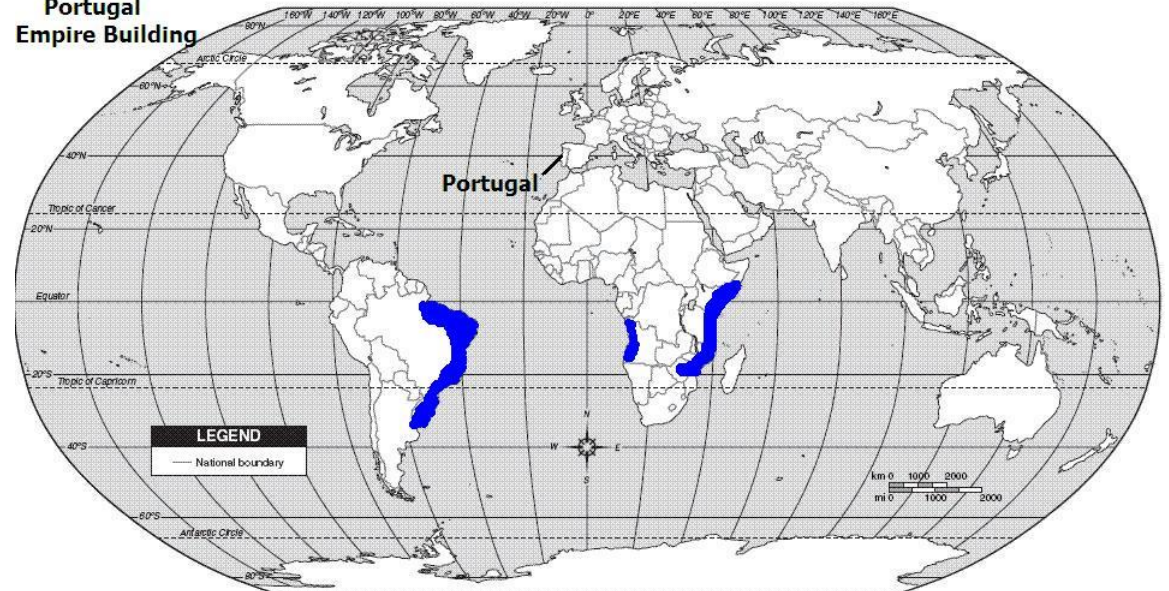 Portugal
Empire Building
160°W 140°W 120°W 100°W 80°W 60°W 40°W 20°W 0° 20°E 40°E 60°E 80°E 100°E 120°E 140°E 160°E
80°N
Arctic Circle
60°N
40°N
Portugal
Tropic of Cancer
20°N
Equator
20°S
Tropic of Capricorn
LEGEND
National boundary
N
W E
S
40°S
km 0 1000 2000
mi 0 1000 2000
60°S
Antarctic Circle
80°S